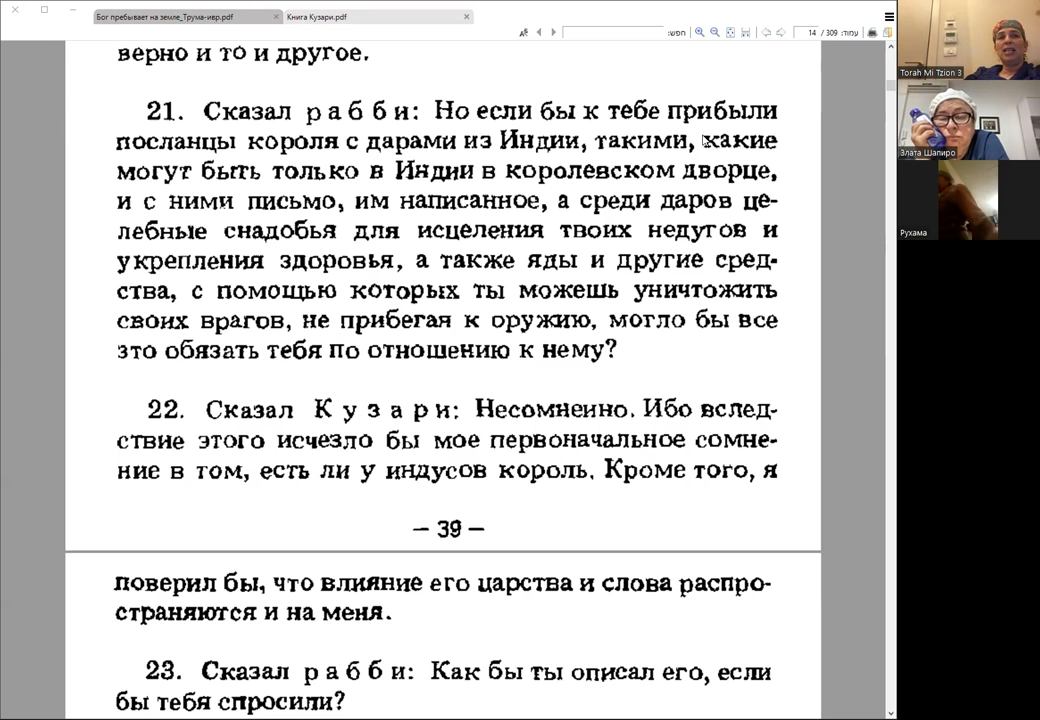 Бог пребывает на земле_Трума-ивр.pdf
Книга Кузари.pdf
חפש:
14 / 309 עמוד:
верно и то и другое.
21. Сказал р а б б и: Но если бы к тебе прибыли
посланцы короля с дарами из Индии, такими, какие
могут быть только в Индии в королевском дворце,
и с ними письмо, им написанное, а среди даров це-
лебные снадобья для исцеления твоих недугов и
укрепления здоровья, а также яды и другие сред-
ства, с помощью которых ты можешь уничтожить
своих врагов, не прибегая к оружию, могло бы все
это обязать тебя по отношению к нему?
22. Сказал К у з а р и: Несомненно. Ибо вслед-
ствие этого исчезло бы мое первоначальное сомне-
ние в том, есть ли у индусов король. Кроме того, я
— 39 —
поверил бы, что влияние его царства и слова распро-
страняются и на меня.
23. Сказал р а б б и: Как бы ты описал его, если
бы тебя спросили?
Torah Mi Tzion 3
Злата Шапиро
Рухама